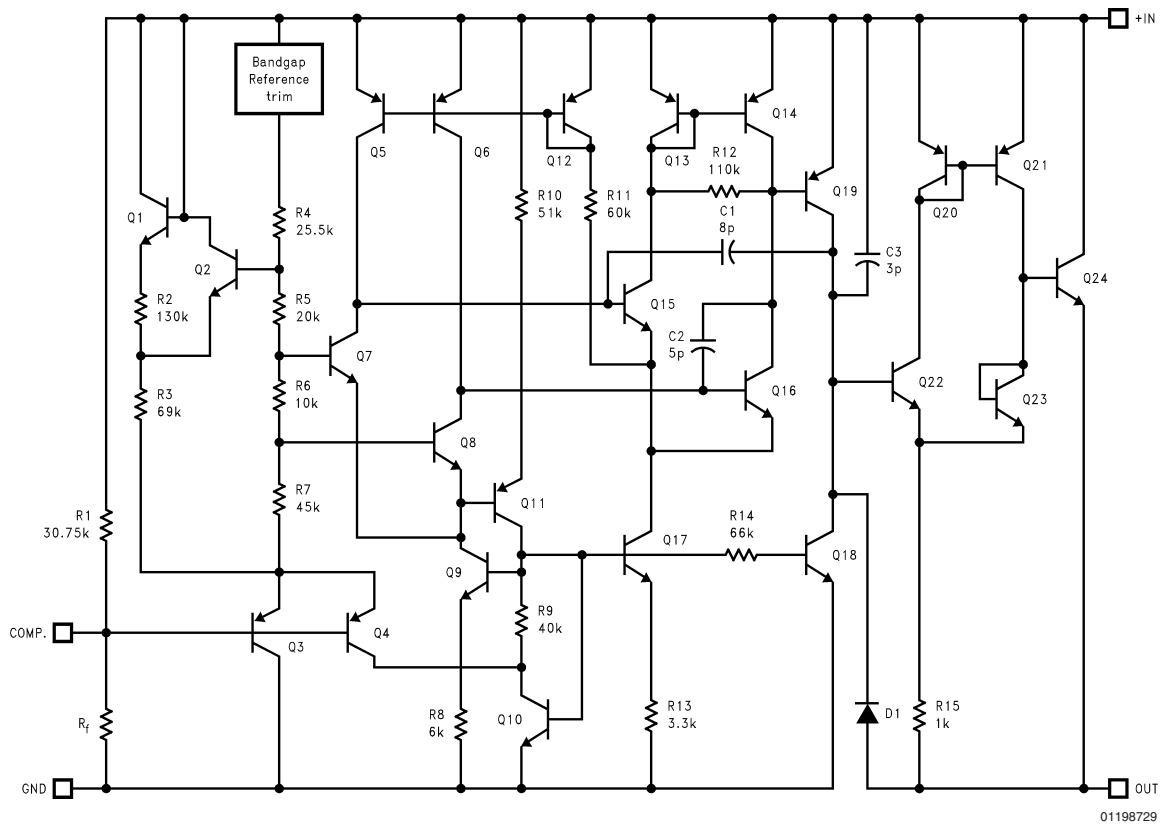 +IN
Bandgap
Reference
trim
Q5
Q6
Q12
Q13
Q14
R12
110k
Q1
Q2
R4
25.5k
R10
51k
R11
60k
Q19
Q20
Q21
C1
8p
C3
3p
R2
130k
R5
20k
Q7
Q15
C2
5p
Q24
R3
69k
R6
10k
Q8
Q16
Q22
Q23
R1
30.75k
R7
45k
Q11
Q9
Q17
R14
66k
Q18
COMP.
Q3
Q4
R9
40k
Rf
R8
6k
Q10
R13
3.3k
D1
R15
1k
GND
OUT
01198729